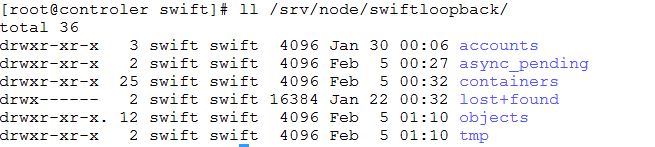 [root@controler swift]# ll /srv/node/swiftloopback/
total 36
drwxr-xr-x   3 swift swift  4096 Jan 30 00:06 accounts
drwxr-xr-x   2 swift swift  4096 Feb  5 00:27 async_pending
drwxr-xr-x  25 swift swift  4096 Feb  5 00:32 containers
drwx------   2 swift swift 16384 Jan 22 00:32 lost+found
drwxr-xr-x. 12 swift swift  4096 Feb  5 01:10 objects
drwxr-xr-x   2 swift swift  4096 Feb  5 01:10 tmp